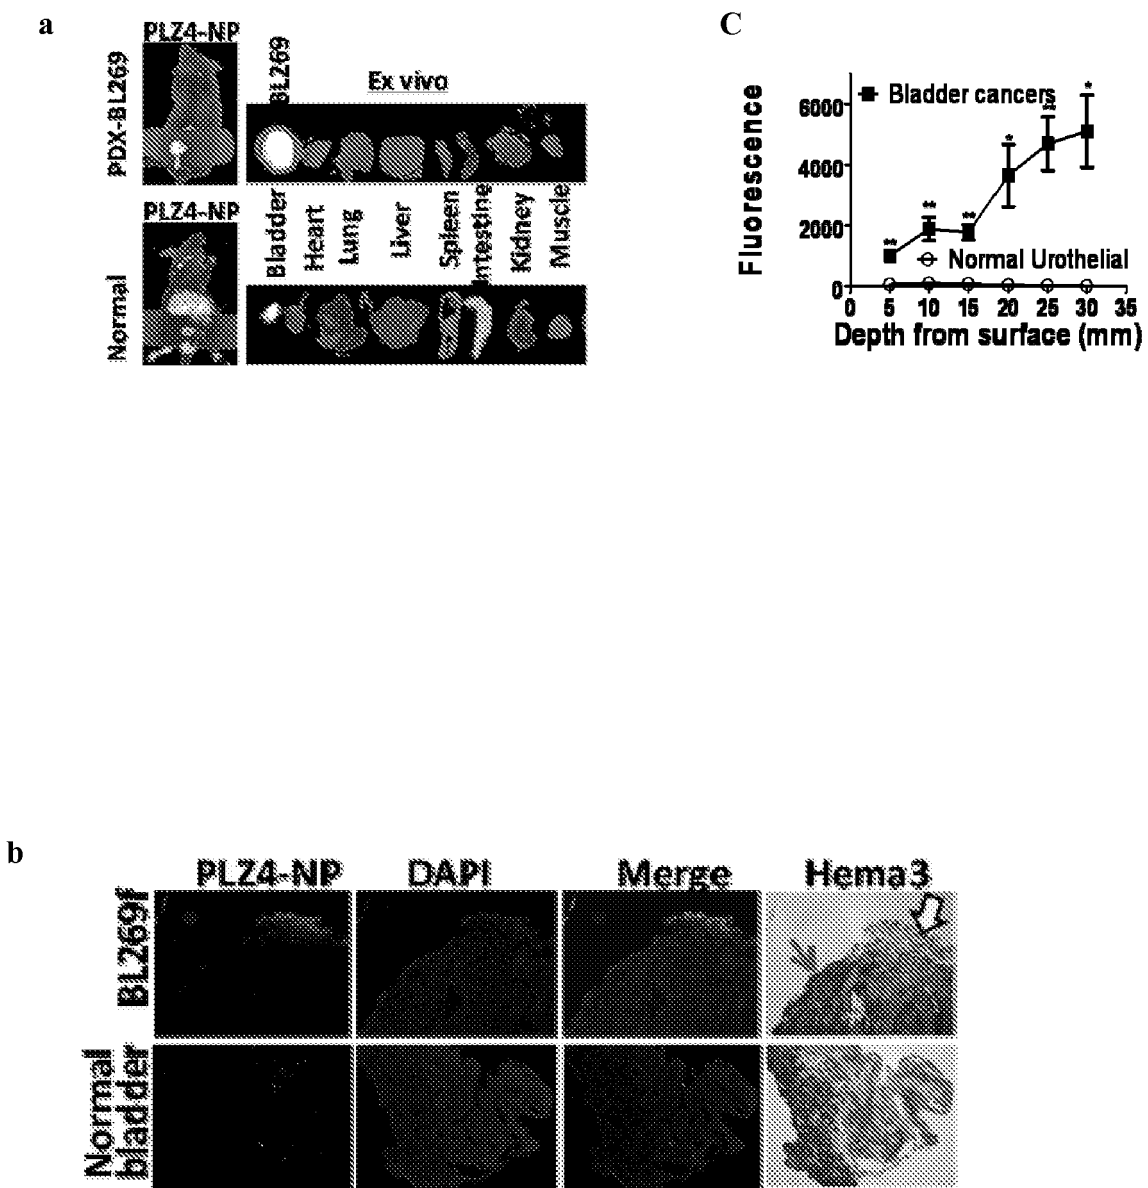 a
PLZ4-NP
PDX-BL269
BL269
Ex vivo
PLZ4-NP
Normal
Bladder
Heart
Lung
Liver
Spleen
Intestine
Kidney
Muscle
C
Fluorescence
6000
4000
2000
0
Bladder cancers
Normal Urothelial
**
**
**
*
**
*
0 5 10 15 20 25 30 35
Depth from surface (mm)
b
PLZ4-NP DAPI Merge Hema3
BL269f
Normal
bladder